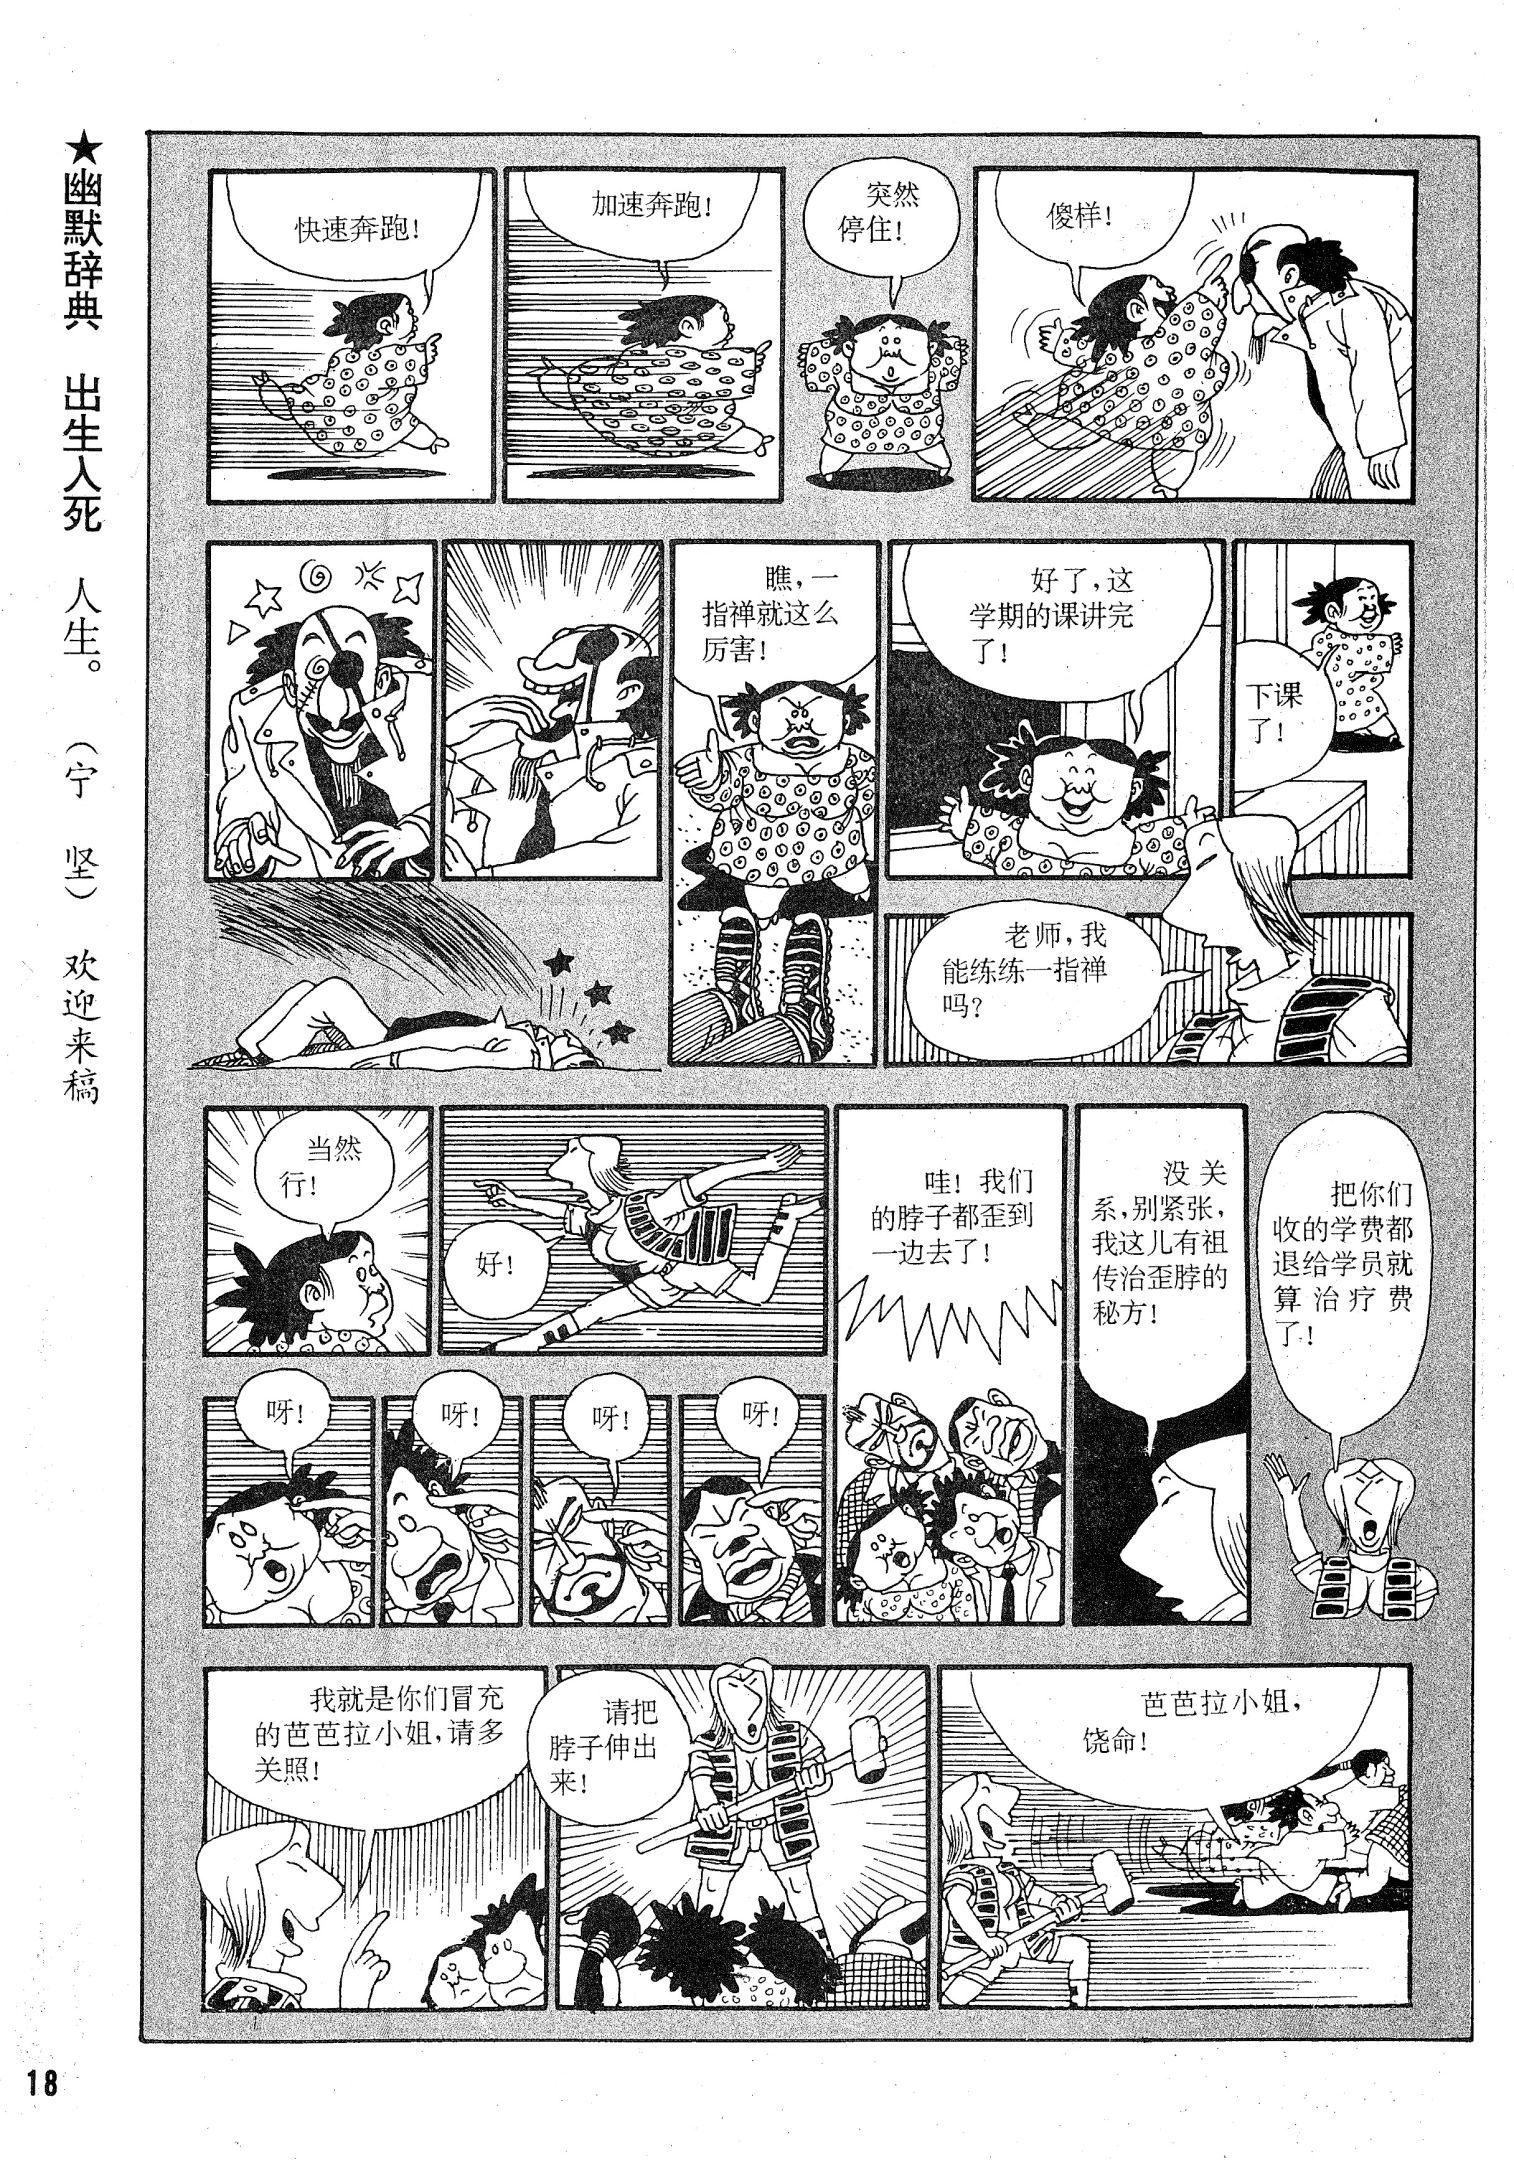 ★幽默辞典 出生入死 人生。 (宁 坚) 欢迎来稿
快速奔跑!
加速奔跑!
突然
停住!
傻样!
瞧,一
指禅就这么
厉害!
好了,这
学期的课讲完
了!
下课
了!
老师,我
能练练一指禅
吗?
当然
行!
好!
呀!
呀!
呀!
呀!
哇!我们
的脖子都歪到
一边去了!
没关
系,别紧张,
我这儿有祖
传治歪脖的
秘方!
把你们
收的学费都
退给学员就
算治疗费
了!
我就是你们冒充
的芭芭拉小姐,请多
关照!
请把
脖子伸出
来!
芭芭拉小姐,
饶命!
18